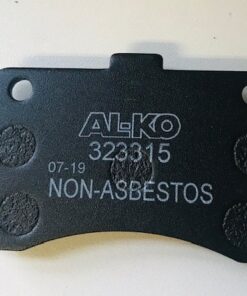 AL-KO
323315
07-19
NON-ASBESTOS